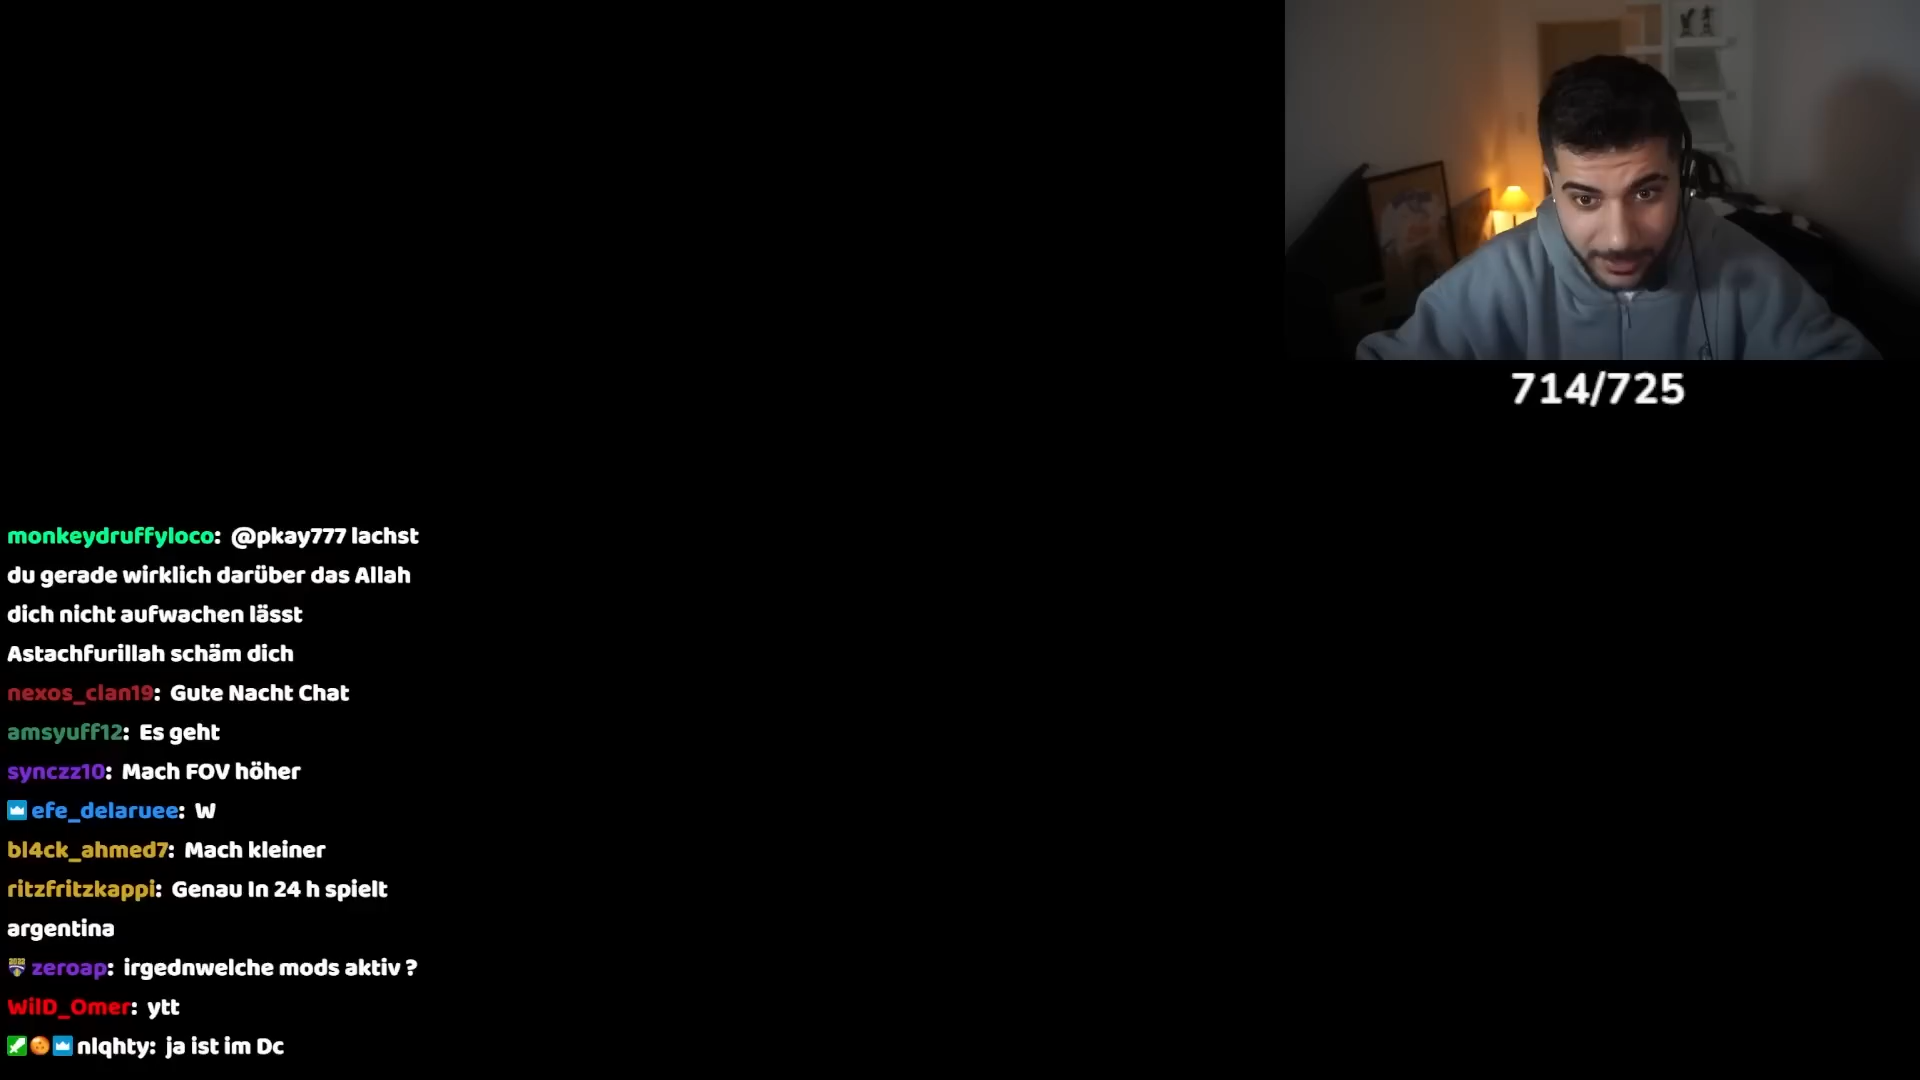 714/725
monkeydruffyloco: @pkay777 lachst
du gerade wirklich darüber das Allah
dich nicht aufwachen lässt
Astachfurillah schäm dich
nexos_clan19: Gute Nacht Chat
amsyuff12: Es geht
synczz10: Mach FOV höher
efe_delaruee: W
bl4ck_ahmed7: Mach kleiner
ritzfritzkappi: Genau In 24 h spielt
argentina
zeroap: irgednwelche mods aktiv ?
WilD_Omer: ytt
nlqhty: ja ist im Dc